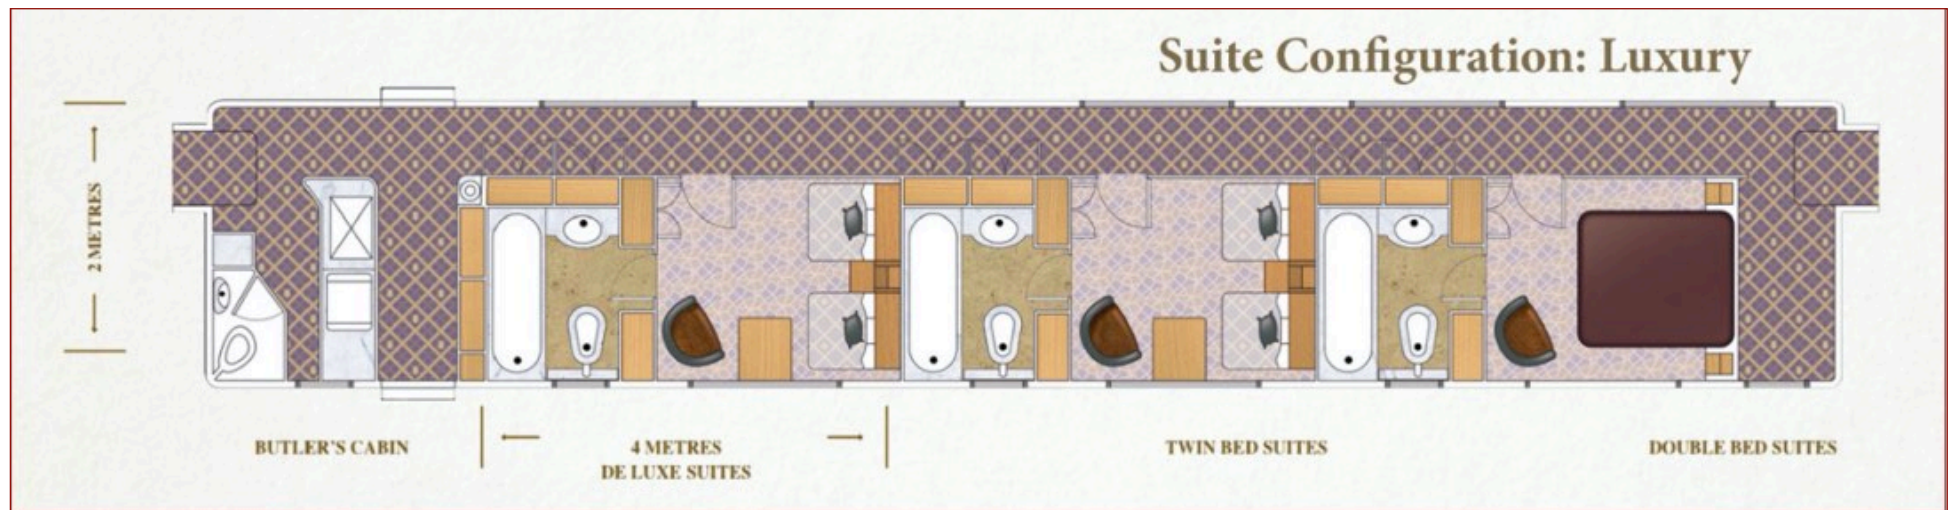 Suite Configuration: Luxury
2 METRES
BUTLER'S CABIN
4 METRES
DE LUXE SUITES
TWIN BED SUITES
DOUBLE BED SUITES